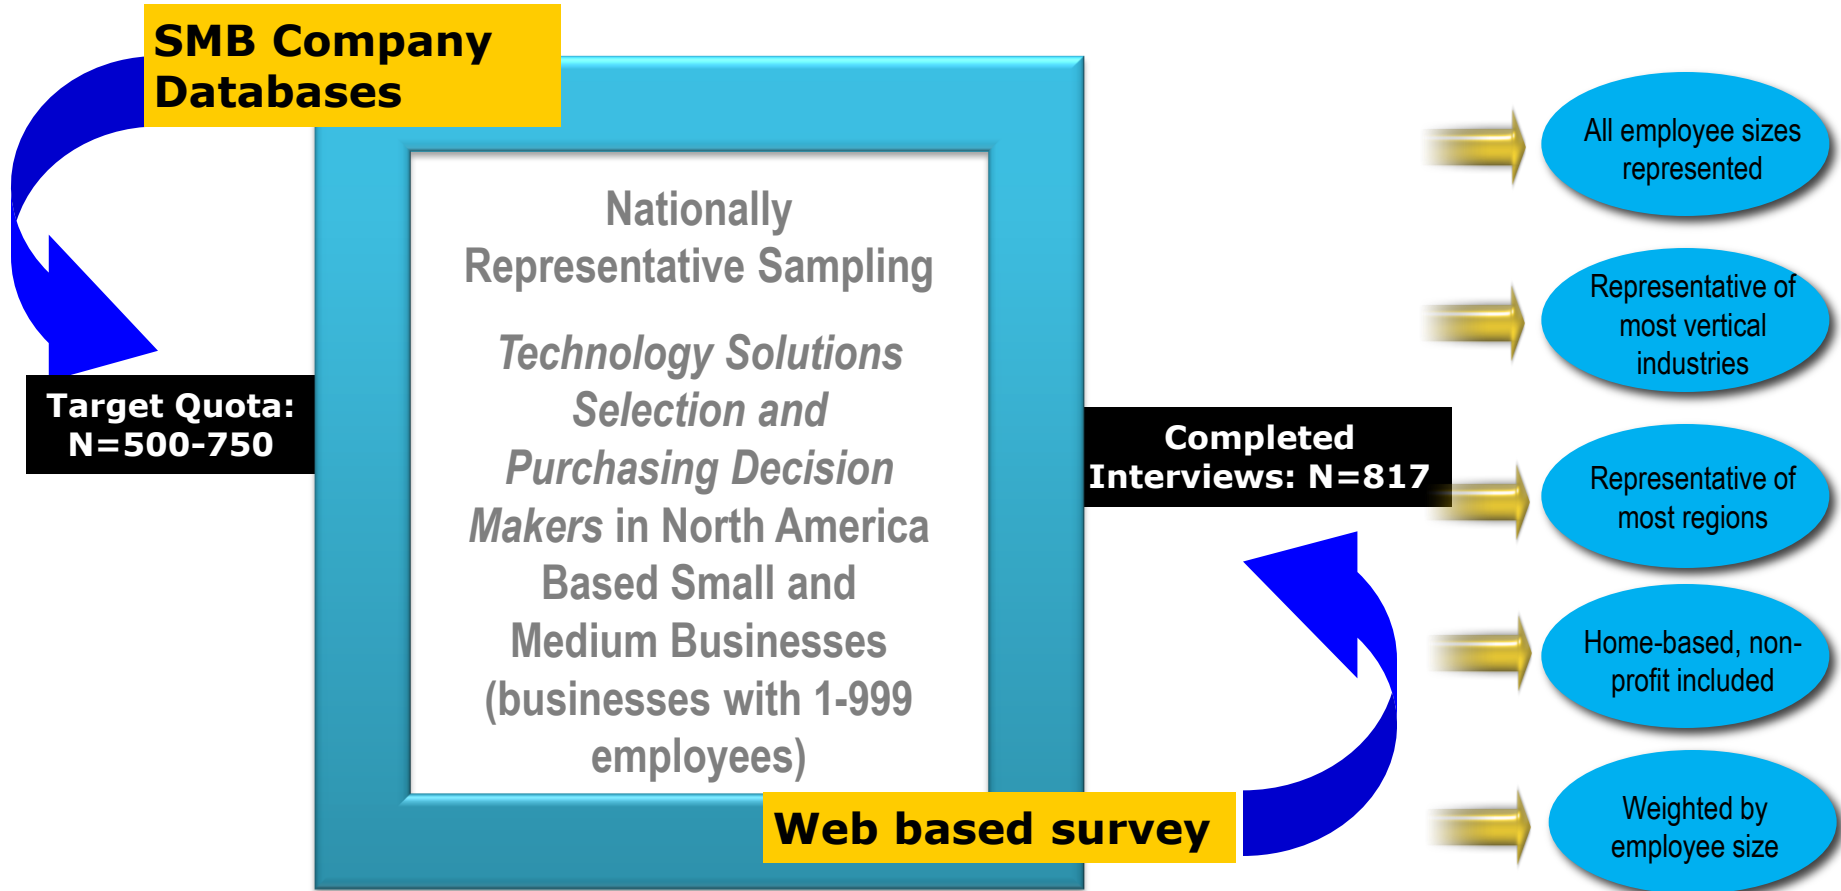 SMB Company
Databases
Target Quota:
N=500-750
Nationally
Representative Sampling
Technology Solutions
Selection and
Purchasing Decision
Makers in North America
Based Small and
Medium Businesses
(businesses with 1-999
employees)
Web based survey
Completed
Interviews: N=817
All employee sizes
represented
Representative of
most vertical
industries
Representative of
most regions
Home-based, non-
profit included
Weighted by
employee size